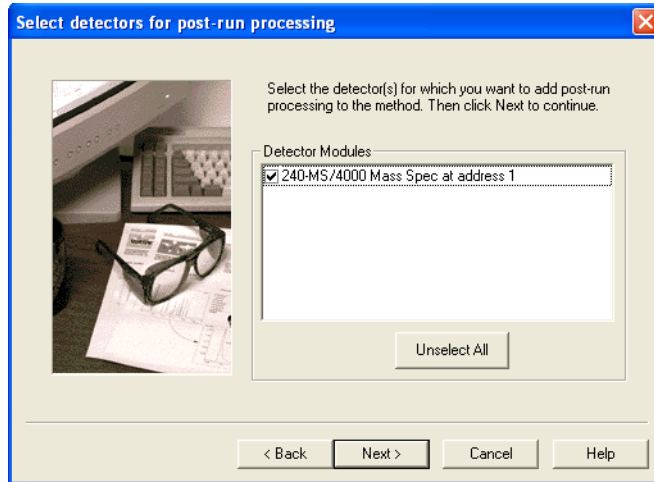 Select detectors for post-run processing
Select the detector(s) for which you want to add post-run
processing to the method. Then click Next to continue.
Detector Modules
240-MS/4000 Mass Spec at address 1
Unselect All
< Back
Next >
Cancel
Help